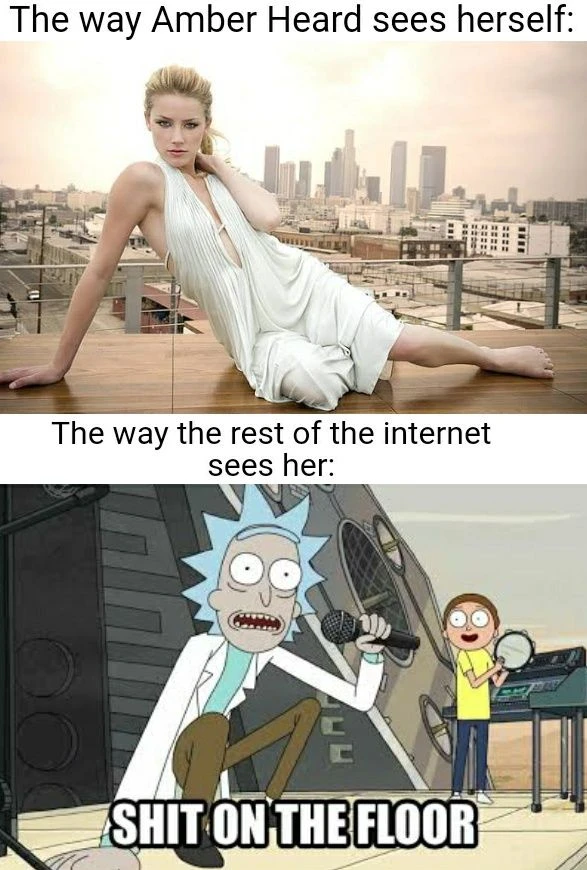 The way Amber Heard sees herself:
The way the rest of the internet
sees her:
SHIT ON THE FLOOR